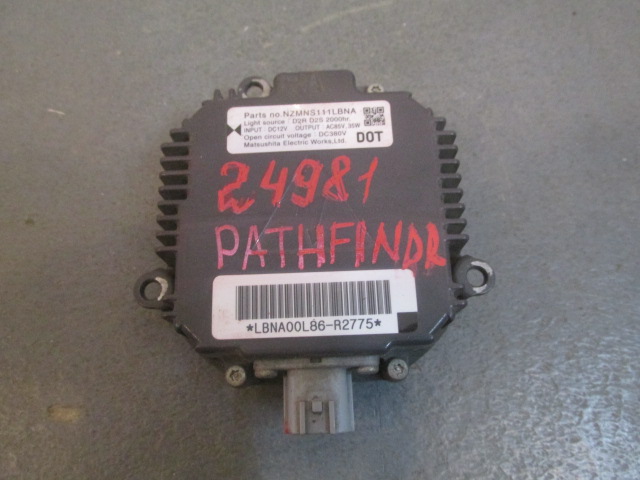 Parts no.NZMNS111LBNA
Light source : D2R D2S 2000hr.
INPUT : DC12V OUTPUT : AC85V, 35W
Open circuit voltage : DC380V
Matsushita Electric Works,Ltd. DOT
24981
PATHFINDR
*LBNA00L86-R2775*